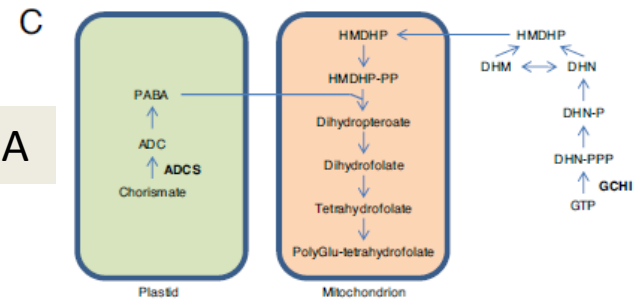 C
A
PABA
ADC
ADCS
Chorismate
Plastid
HMDHP
HMDHP-PP
Dihydropteroate
Dihydrofolate
Tetrahydrofolate
PolyGlu-tetrahydrofolate
Mitochondrion
HMDHP
DHM
DHN
DHN-P
DHN-PPP
GCHI
GTP